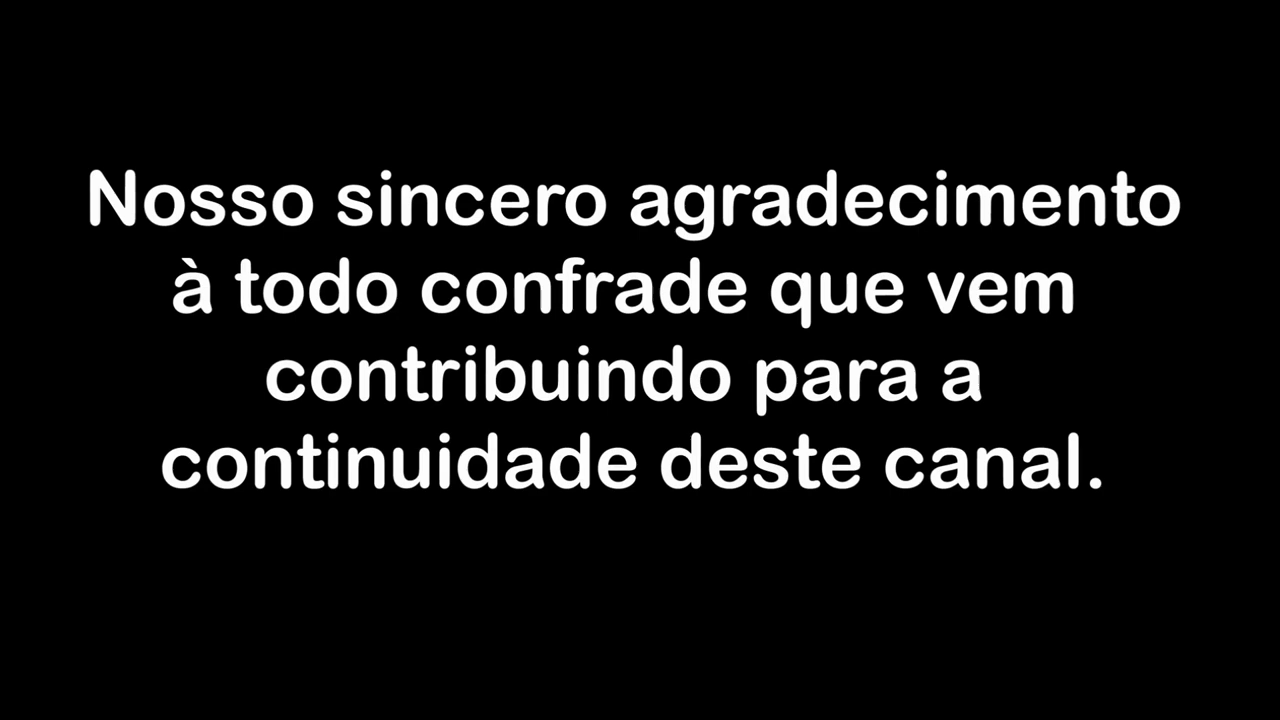 Nosso sincero agradecimento
à todo confrade que vem
contribuindo para a
continuidade deste canal.